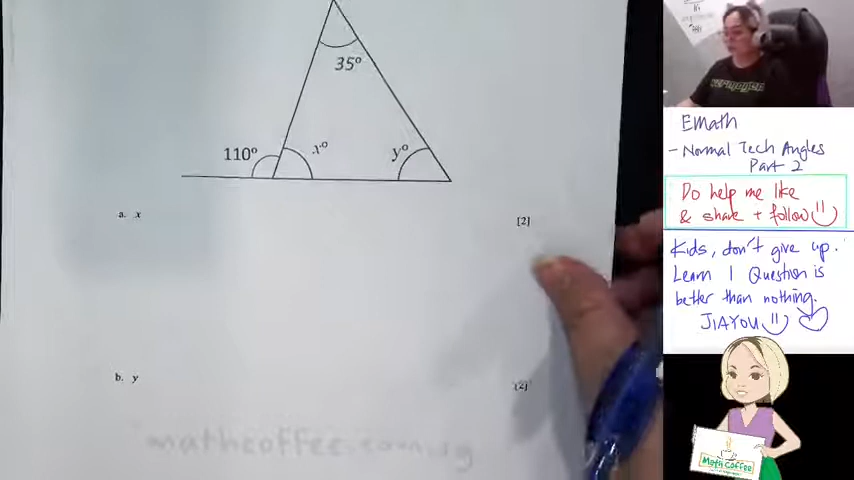 35°
110°
x°
y°
a. x
[2]
b. y
[2]
mathcoffee.com.sg
EMath
- Normal Tech Angles
Part 2
Do help me like
& share + follow
Kids, don't give up.
Learn 1 Question is
better than nothing.
JIAYOU
Math Coffee